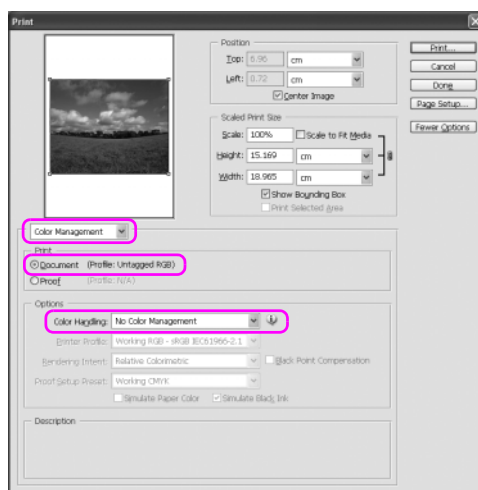 Print
Position
Top: 6.96 cm
Left: 0.72 cm
Center Image
Scaled Print Size
Scale: 100% Scale to Fit Media
Height: 15.169 cm
Width: 18.965 cm
Show Bounding Box
Print Selected Area
Print...
Cancel
Done
Page Setup...
Fewer Options
Color Management
Print
Document (Profile: Untagged RGB)
Proof (Profile: N/A)
Options
Color Handling: No Color Management
Printer Profile: Working RGB - sRGB IEC61966-2.1
Rendering Intent: Relative Colorimetric Black Point Compensation
Proof Setup Preset: Working CMYK
Simulate Paper Color Simulate Black Ink
Description